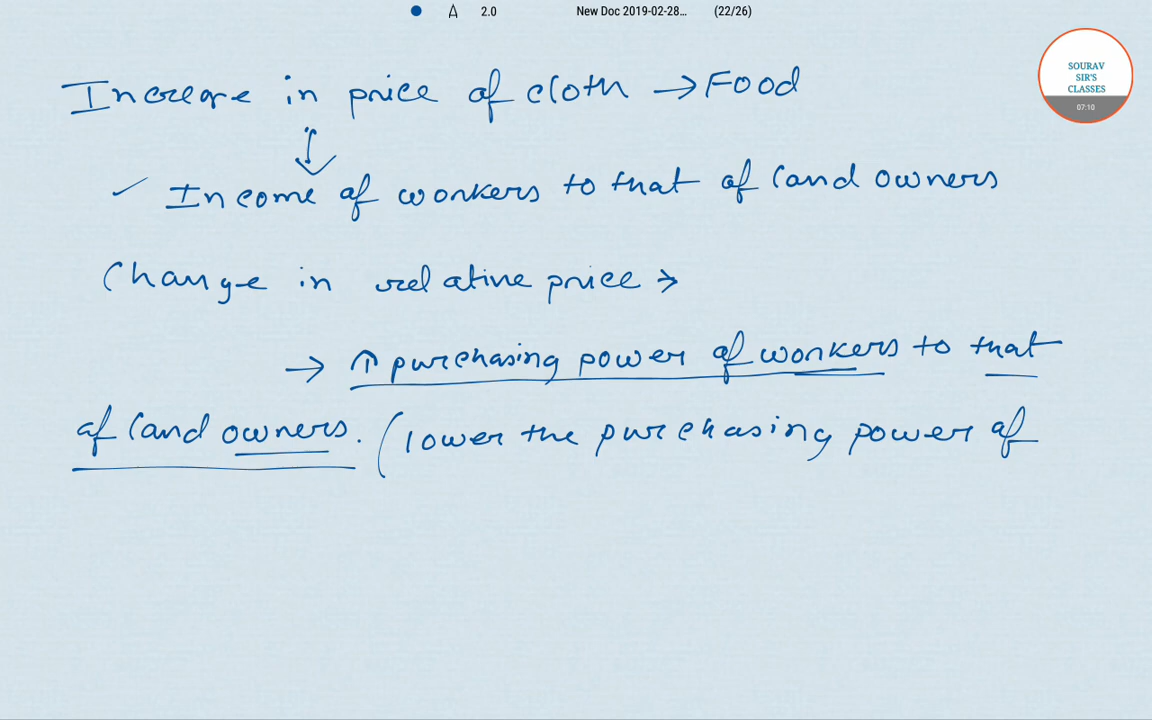 2.0 New Doc 2019-02-28... (22/26)
SOURAV
SIR'S
CLASSES
07:10
Increase in price of cloth → Food
✓ Income of workers to that of land owners
Change in relative price →
→ ↑ purchasing power of workers to that
of land owners. (lower the purchasing power of